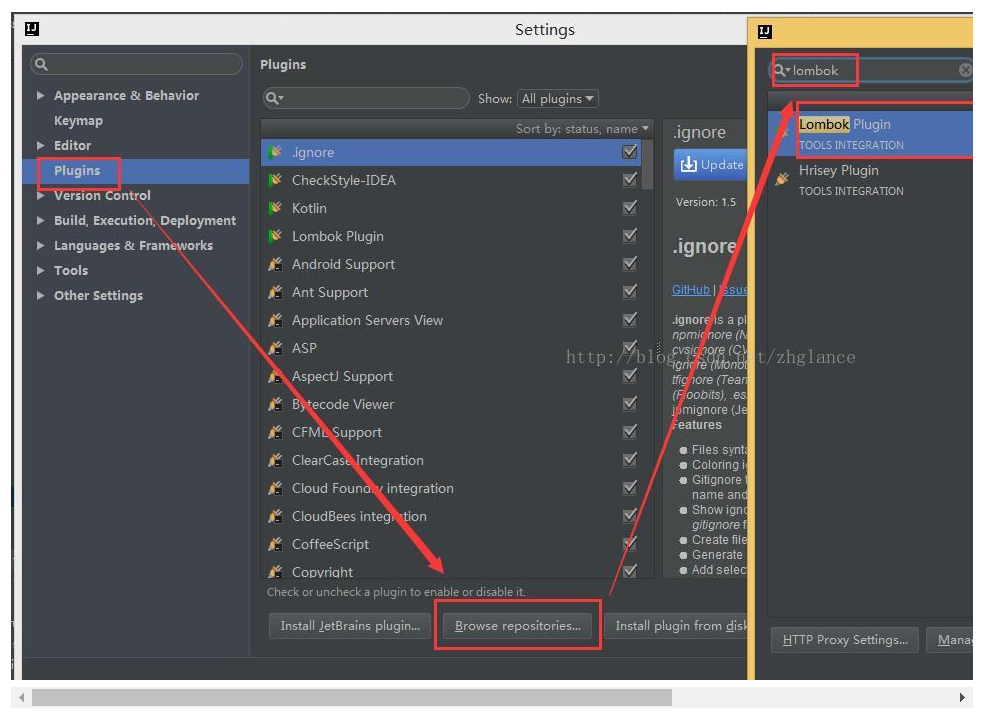 IJ
Settings
Appearance & Behavior
Keymap
Editor
Plugins
Version Control
Build, Execution, Deployment
Languages & Frameworks
Tools
Other Settings
Plugins
Show: All plugins
Sort by: status, name
.ignore
CheckStyle-IDEA
Kotlin
Lombok Plugin
Android Support
Ant Support
Application Servers View
ASP
AspectJ Support
Bytecode Viewer
CFML Support
ClearCase Integration
Cloud Foundry integration
CloudBees integration
CoffeeScript
Copyright
Check or uncheck a plugin to enable or disable it.
Install JetBrains plugin...
Browse repositories...
Install plugin from disk
.ignore
Update
Version: 1.5
.ignore
GitHub | Issue
.ignore is a pl
npmignore (N
cvsignore (CV
ignore (Monot
tfignore (Team
(Floobits), .es
jpmignore (Je
Features
Files synta
Coloring i
Gitignore f
name and
Show igno
gitignore f
Create file
Generate
Add selec
http://blog.csdn.net/zhglance
IJ
lombok
Lombok Plugin
TOOLS INTEGRATION
Hrisey Plugin
TOOLS INTEGRATION
HTTP Proxy Settings...
Mana